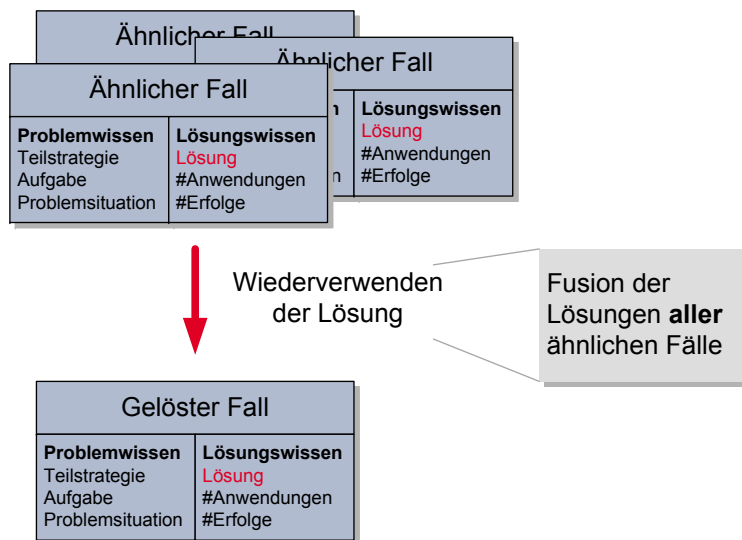 Ähnlicher Fall
Ähnlicher Fall
Ähnlicher Fall
Problemwissen
Teilstrategie
Aufgabe
Problemsituation
Lösungswissen
Lösung
#Anwendungen
#Erfolge
Lösungswissen
Lösung
#Anwendungen
#Erfolge
Wiederverwenden
der Lösung
Fusion der
Lösungen aller
ähnlichen Fälle
Gelöster Fall
Problemwissen
Teilstrategie
Aufgabe
Problemsituation
Lösungswissen
Lösung
#Anwendungen
#Erfolge